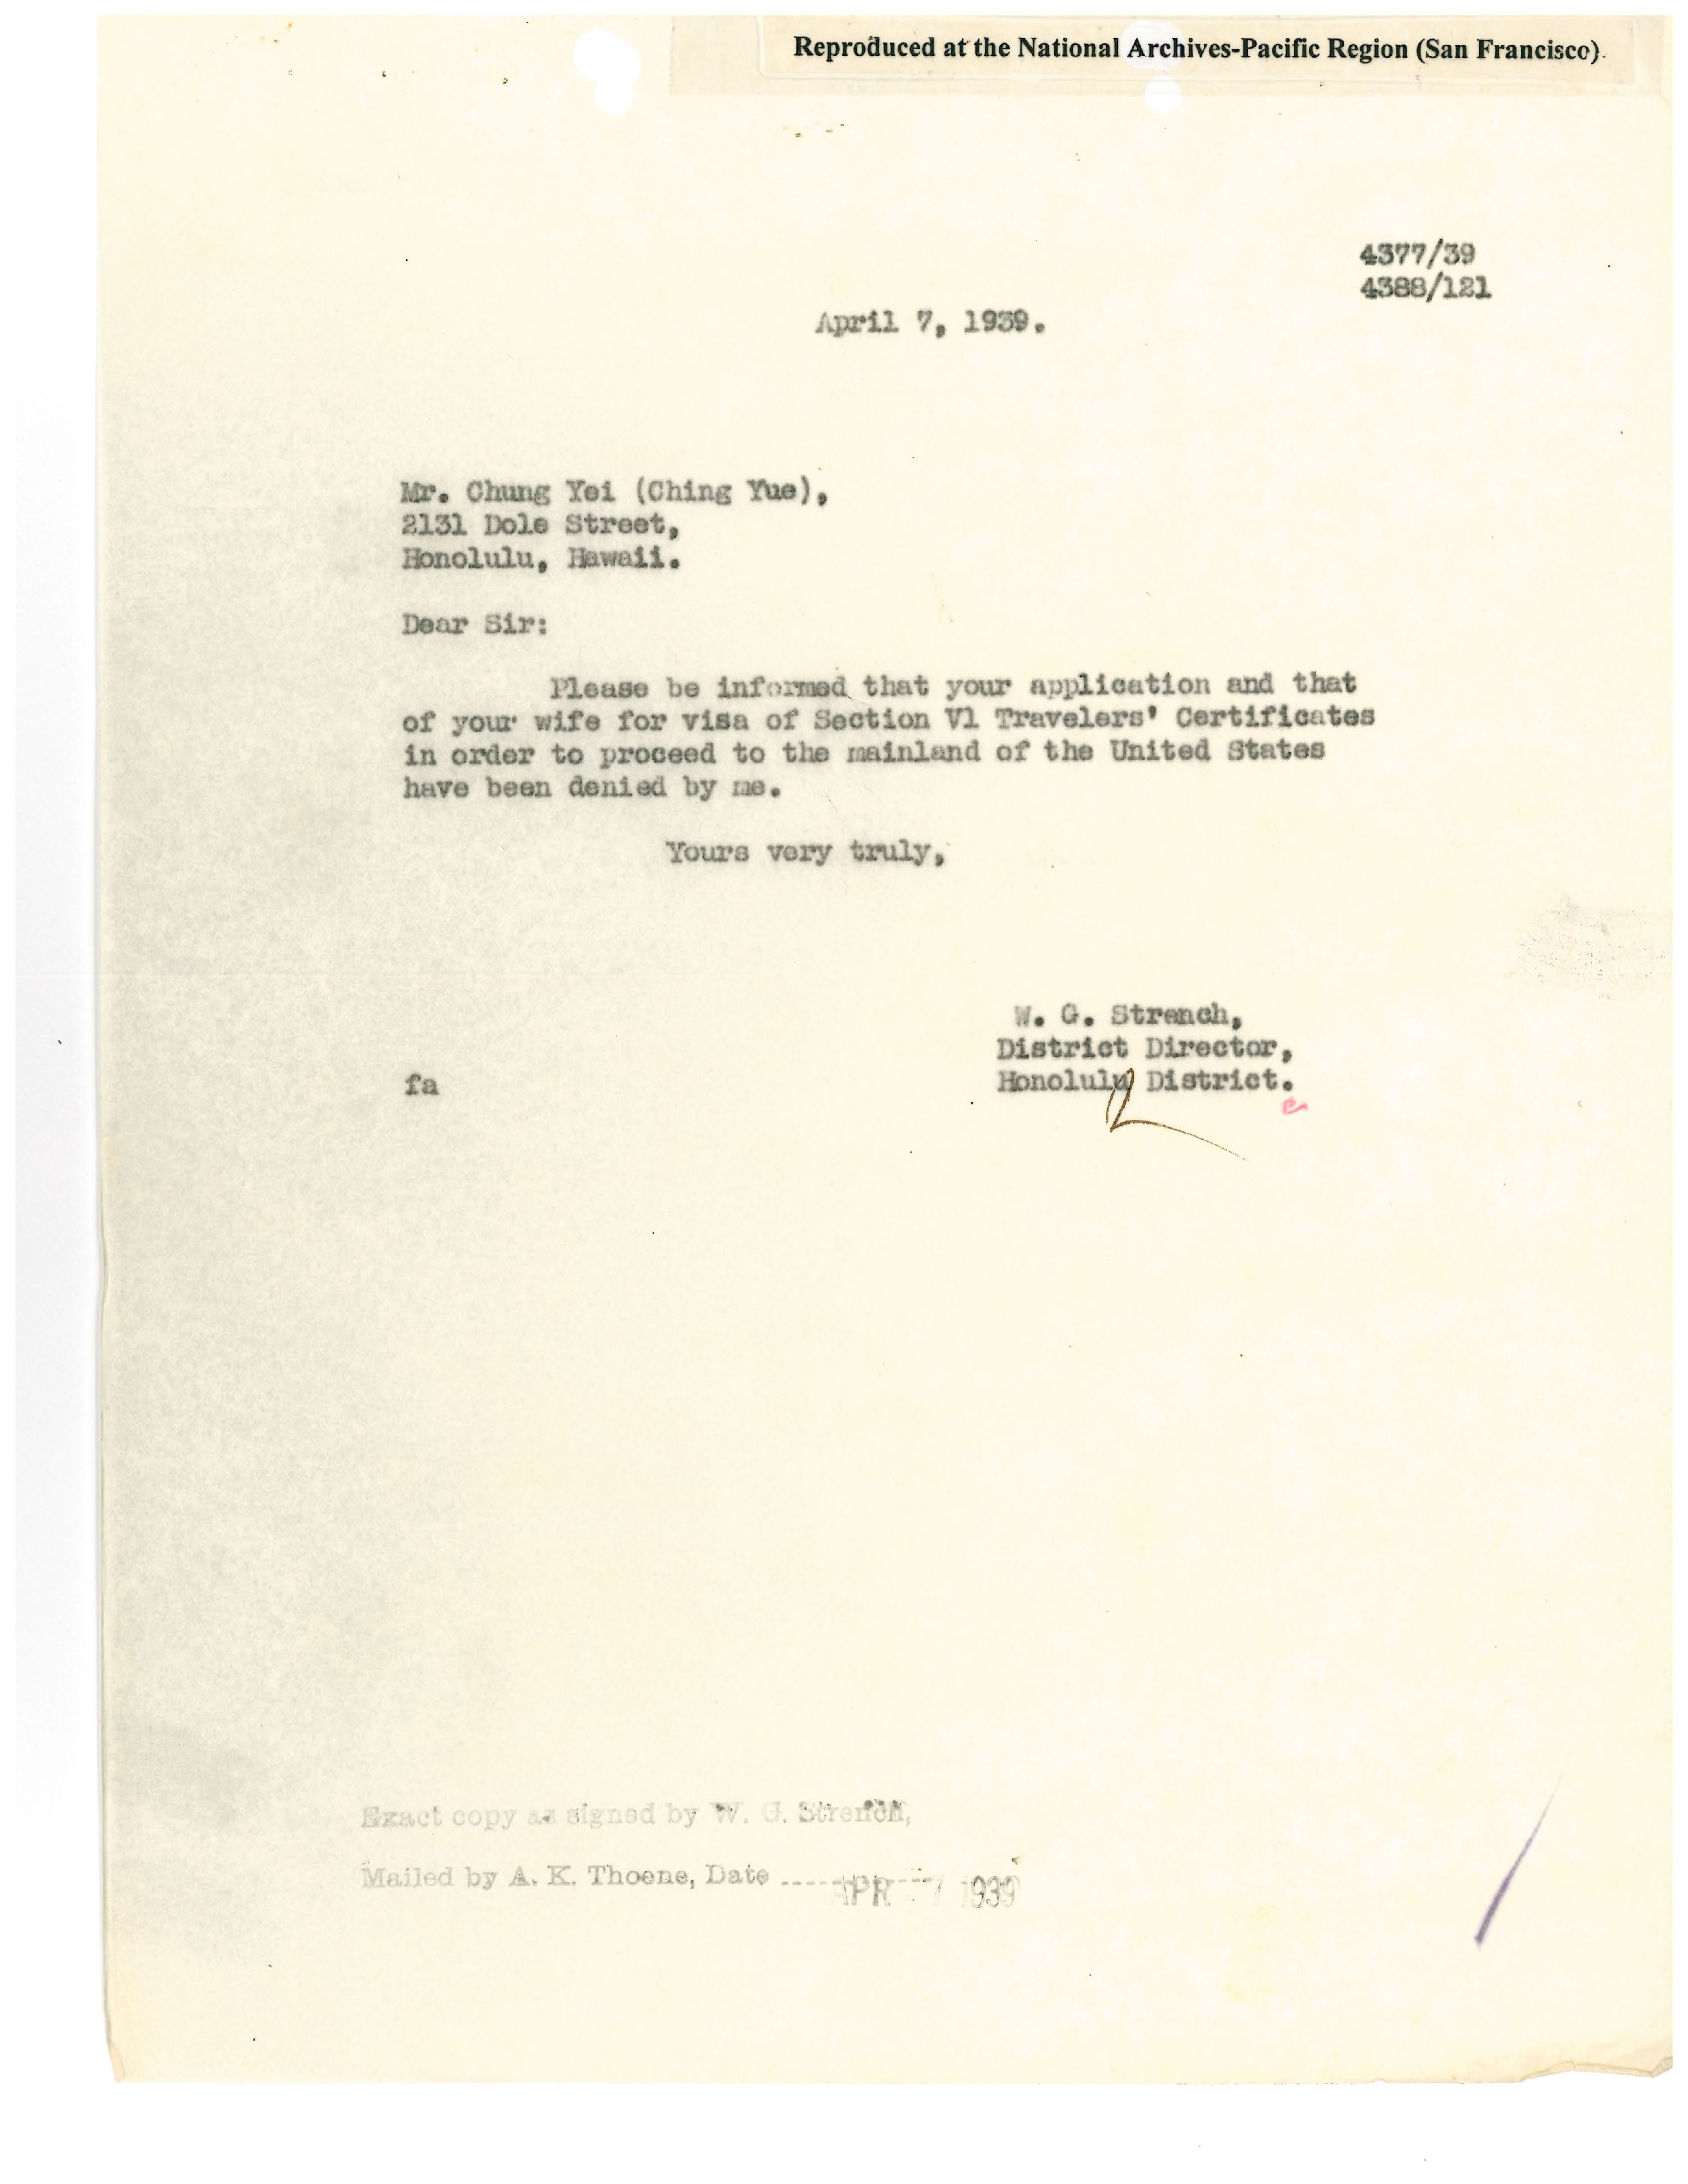 Reproduced at the National Archives-Pacific Region (San Francisco).
4377/39
4388/121
April 7, 1939.
Mr. Chung Yei (Ching Yue),
2131 Dole Street,
Honolulu, Hawaii.
Dear Sir:
Please be informed that your application and that
of your wife for visa of Section Vl Travelers' Certificates
in order to proceed to the mainland of the United States
have been denied by me.
Yours very truly,
W. G. Strench,
District Director,
Honolulu District.
fa
Exact copy as signed by W. G. Strench,
Mailed by A. K. Thoene, Date ---------- APR -7 1939